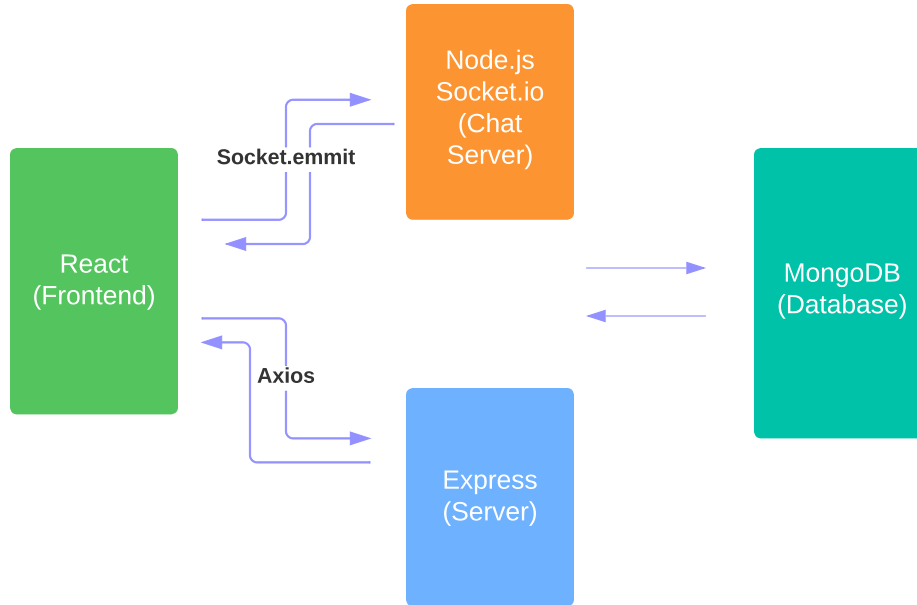 Node.js
Socket.io
(Chat
Server)
Socket.emmit
React
(Frontend)
MongoDB
(Database)
Axios
Express
(Server)